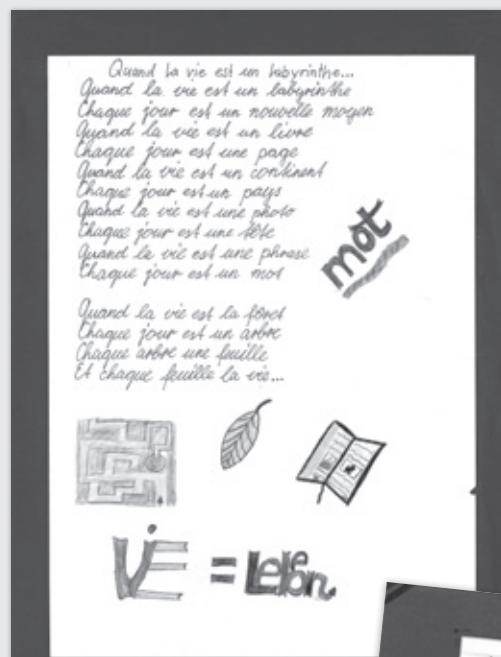 Quand la vie est un labyrinthe...
Quand la vie est un labyrinthe
Chaque jour est un nouvelle moyen
Quand la vie est un livre
Chaque jour est une page
Quand la vie est un continent
Chaque jour est un pays
Quand la vie est une photo
Chaque jour est une tête
Quand la vie est une phrase
Chaque jour est un mot
mot
Quand la vie est la fôret
Chaque jour est un arbre
Chaque arbre une feuille
Et chaque feuille la vie...
ViE =